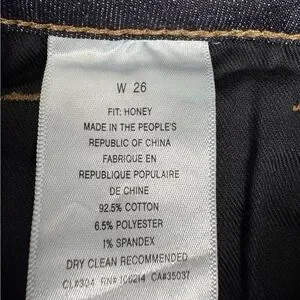 W 26
FIT: HONEY
MADE IN THE PEOPLE'S
REPUBLIC OF CHINA
FABRIQUE EN
REPUBLIQUE POPULAIRE
DE CHINE
92.5% COTTON
6.5% POLYESTER
1% SPANDEX
DRY CLEAN RECOMMENDED
CL#304 RN# 106214 CA#35037